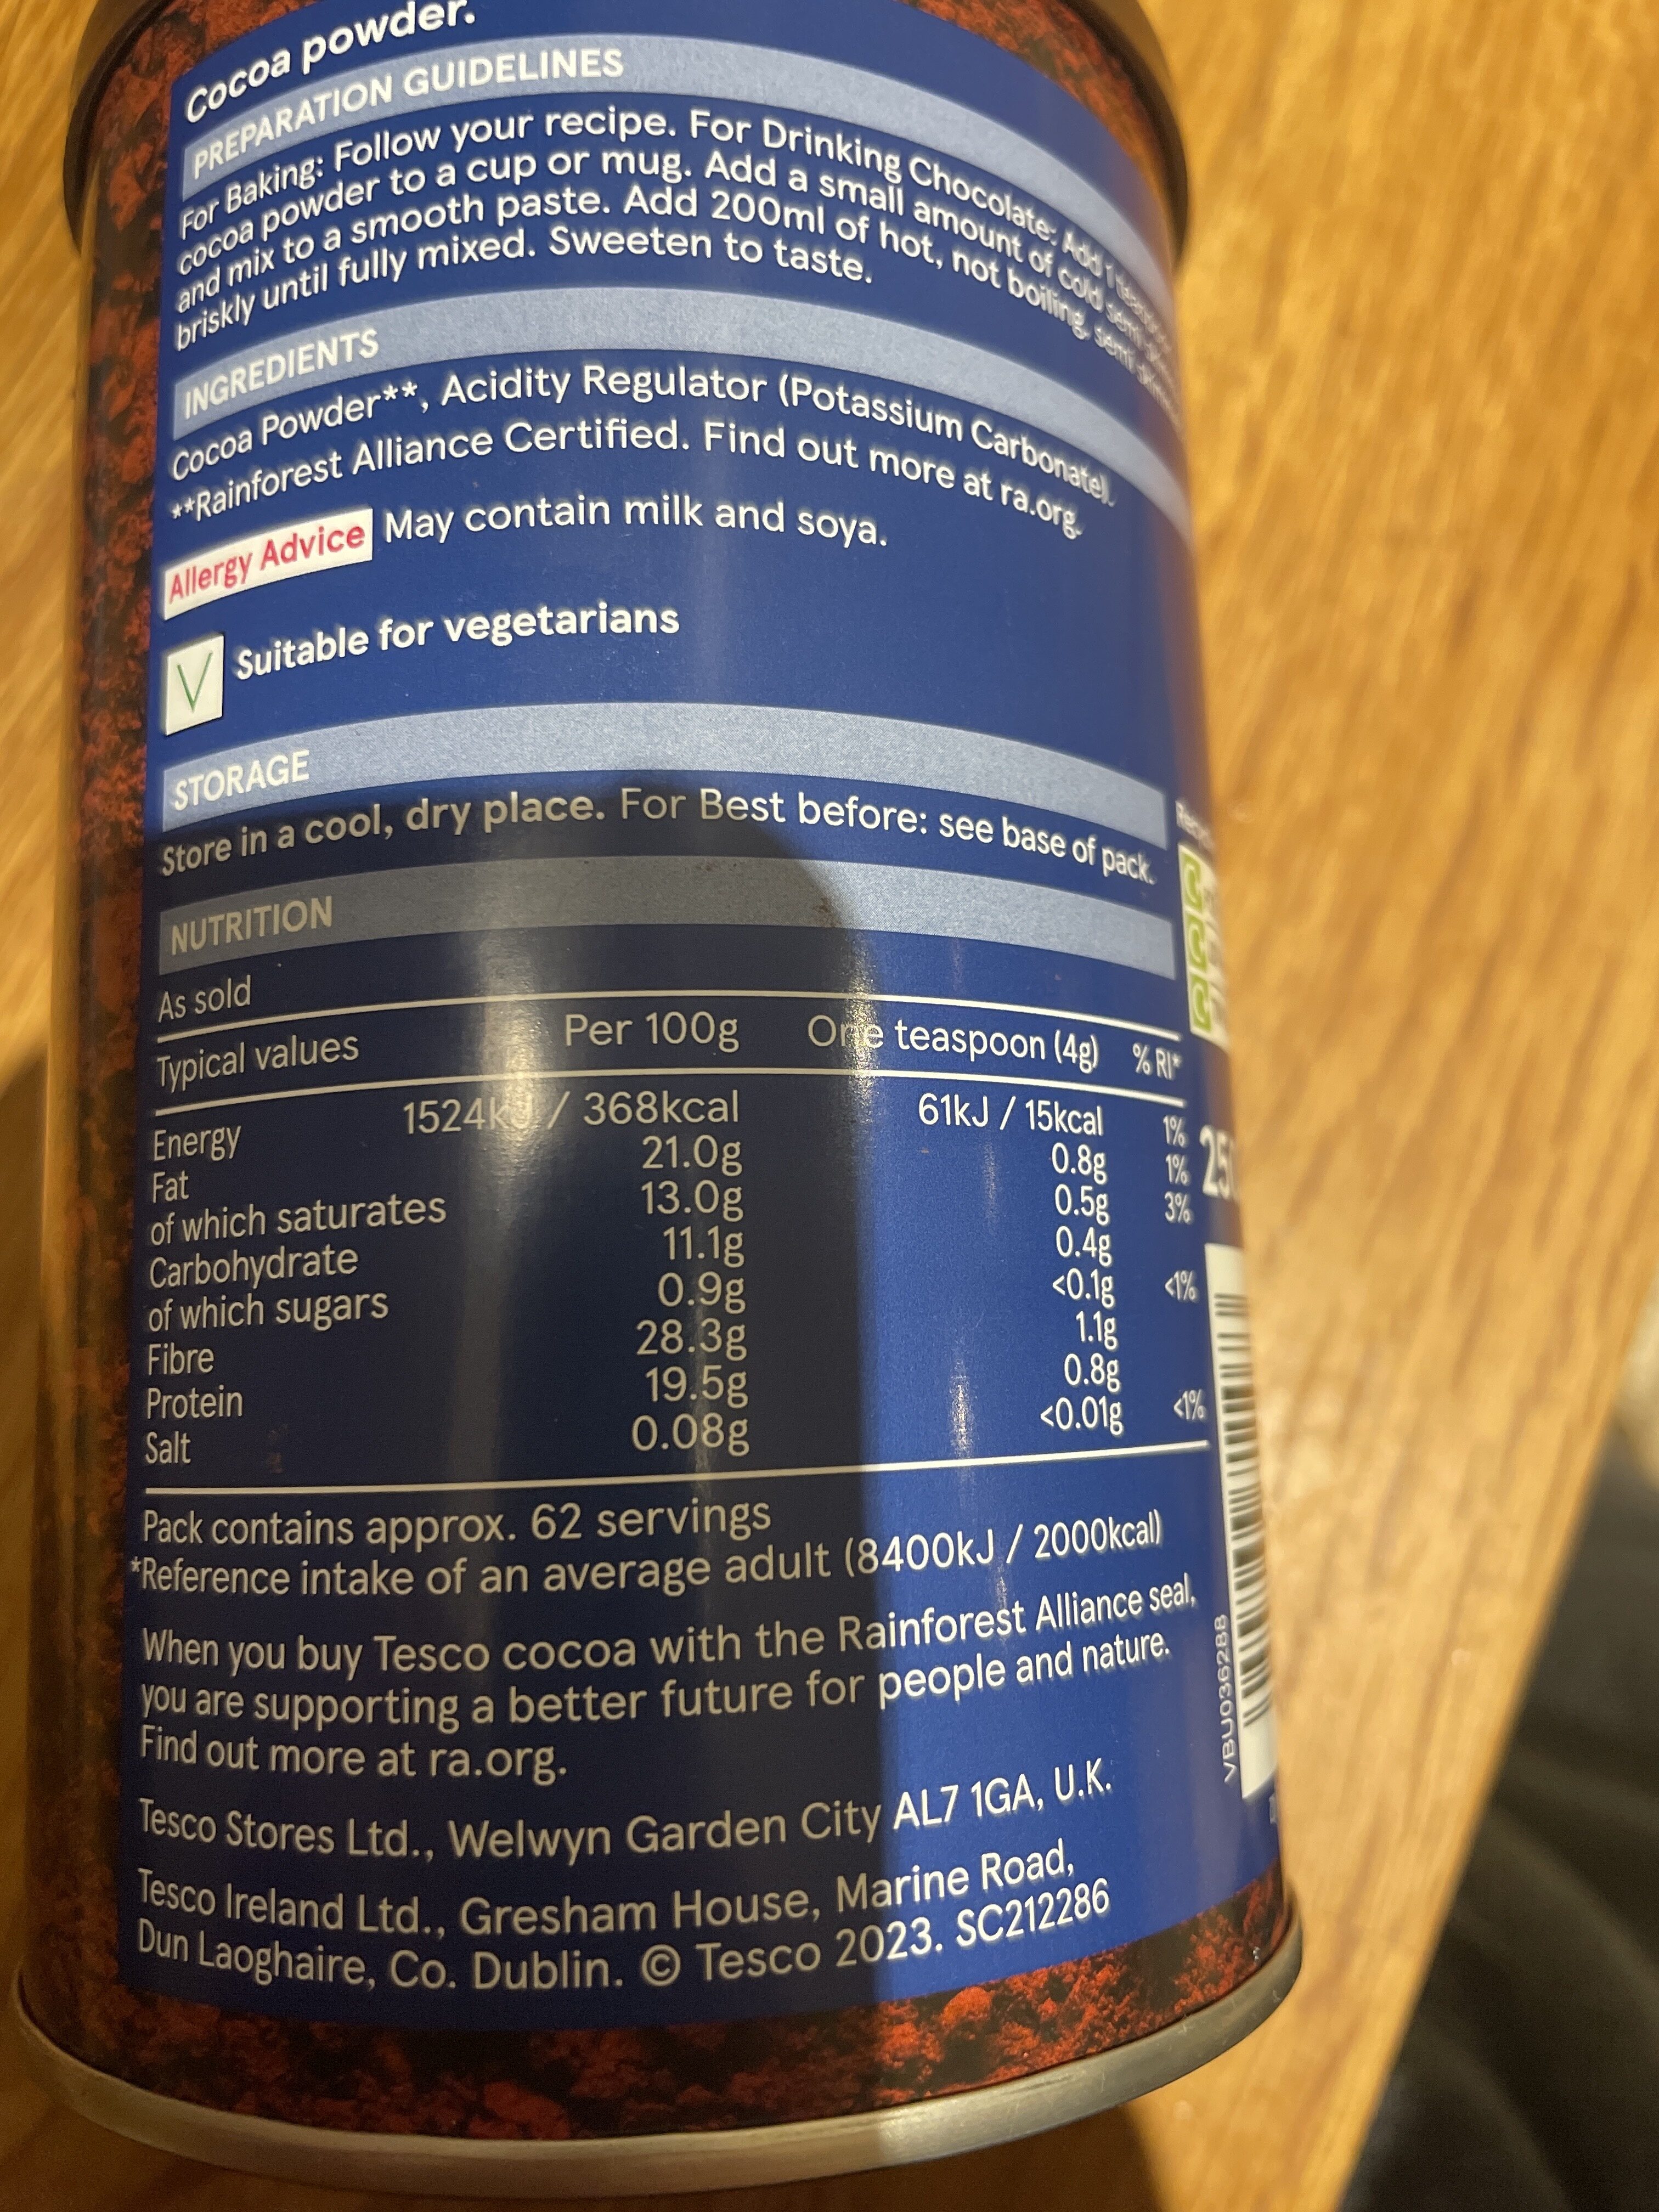 Cocoa powder.
PREPARATION GUIDELINES
For Baking: Follow your recipe. For Drinking Chocolate: Add 1
cocoa powder to a cup or mug. Add a small amount of cold semi
and mix to a smooth paste. Add 200ml of hot, not boiling, semi
briskly until fully mixed. Sweeten to taste.
INGREDIENTS
Cocoa Powder**, Acidity Regulator (Potassium Carbonate).
**Rainforest Alliance Certified. Find out more at ra.org.
Allergy Advice May contain milk and soya.
V Suitable for vegetarians
STORAGE
Store in a cool, dry place. For Best before: see base of pack.
NUTRITION
As sold
Typical values Per 100g One teaspoon (4g) % RI*
Energy 1524kJ / 368kcal 61kJ / 15kcal 1%
Fat 21.0g 0.8g 1%
of which saturates 13.0g 0.5g 3%
Carbohydrate 11.1g 0.4g
of which sugars 0.9g <0.1g <1%
Fibre 28.3g 1.1g
Protein 19.5g 0.8g
Salt 0.08g <0.01g <1%
Pack contains approx. 62 servings
*Reference intake of an average adult (8400kJ / 2000kcal)
When you buy Tesco cocoa with the Rainforest Alliance seal,
you are supporting a better future for people and nature.
Find out more at ra.org.
Tesco Stores Ltd., Welwyn Garden City AL7 1GA, U.K.
Tesco Ireland Ltd., Gresham House, Marine Road,
Dun Laoghaire, Co. Dublin. © Tesco 2023. SC212286
250
VBU036288